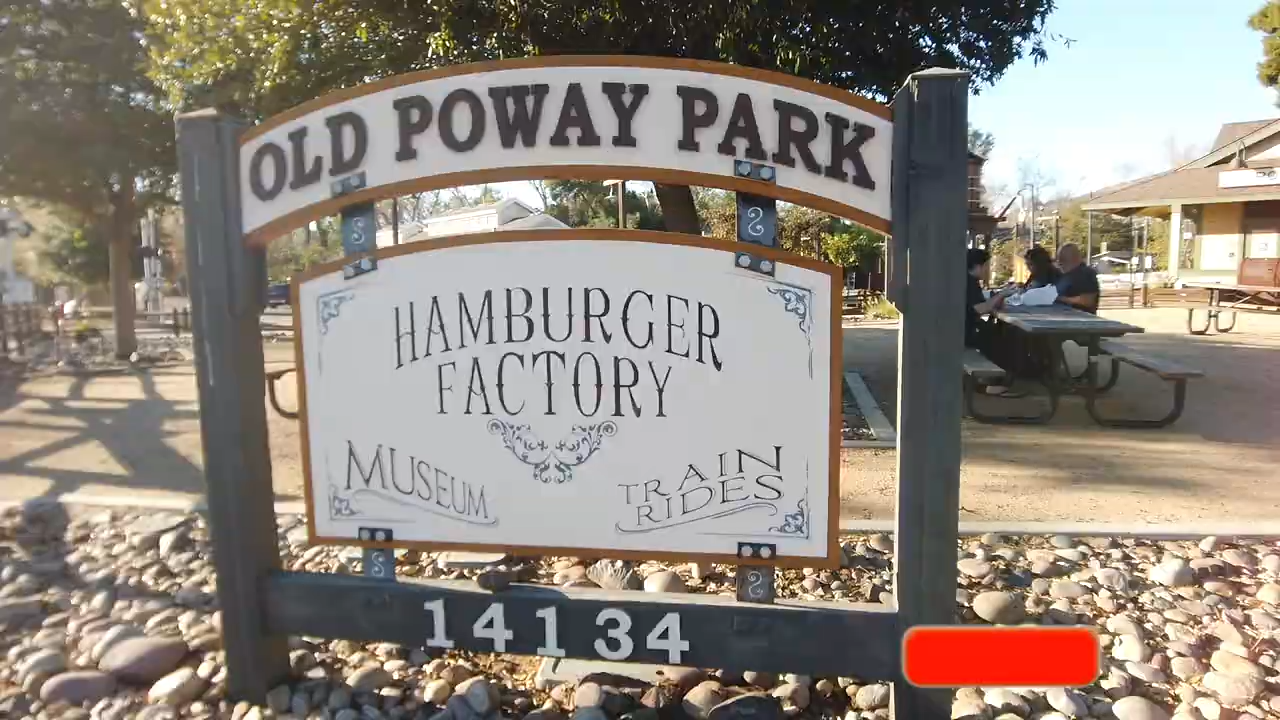 OLD POWAY PARK
HAMBURGER
FACTORY
MUSEUM
TRAIN
RIDES
14134